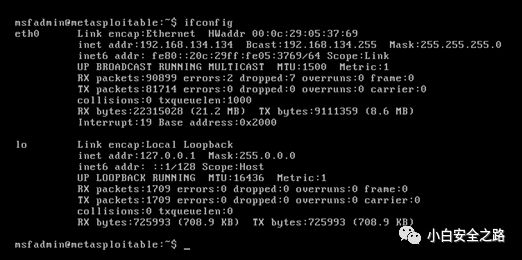 msfadmin@metasploitable:~$ ifconfig
eth0      Link encap:Ethernet  HWaddr 00:0c:29:05:37:69
          inet addr:192.168.134.134  Bcast:192.168.134.255  Mask:255.255.255.0
          inet6 addr: fe80::20c:29ff:fe05:3769/64 Scope:Link
          UP BROADCAST RUNNING MULTICAST  MTU:1500  Metric:1
          RX packets:90899 errors:2 dropped:7 overruns:0 frame:0
          TX packets:81714 errors:0 dropped:0 overruns:0 carrier:0
          collisions:0 txqueuelen:1000
          RX bytes:22315028 (21.2 MB)  TX bytes:9111359 (8.6 MB)
          Interrupt:19 Base address:0x2000
lo        Link encap:Local Loopback
          inet addr:127.0.0.1  Mask:255.0.0.0
          inet6 addr: ::1/128 Scope:Host
          UP LOOPBACK RUNNING  MTU:16436  Metric:1
          RX packets:1709 errors:0 dropped:0 overruns:0 frame:0
          TX packets:1709 errors:0 dropped:0 overruns:0 carrier:0
          collisions:0 txqueuelen:0
          RX bytes:725993 (708.9 KB)  TX bytes:725993 (708.9 KB)
msfadmin@metasploitable:~$ _
小白安全之路